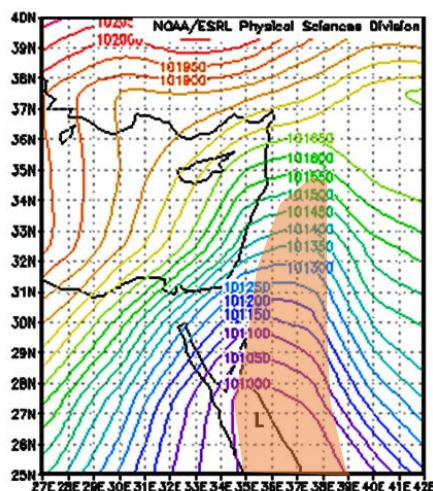 40N
NOAA/ESRL Physical Sciences Division
39N
10200
101950
101900
38N
37N
36N
101650
101600
35N
101550
101500
34N
101450
101400
33N
101350
32N
101300
31N
101250
101200
30N
101150
29N
101100
101050
28N
101000
27N
L
26N
25N
27E 28E 29E 30E 31E 32E 33E 34E 35E 36E 37E 38E 39E 40E 41E 42E